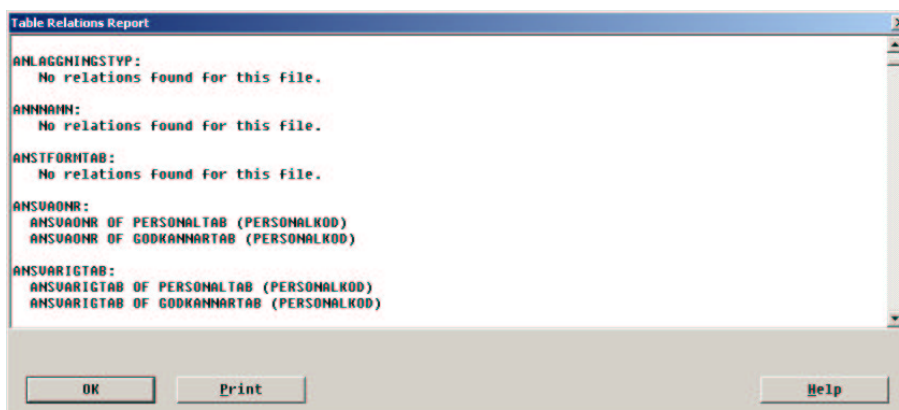 Table Relations Report
ANLAGGNINGSTYP:
No relations found for this file.
ANNNAMN:
No relations found for this file.
ANSTFORMTAB:
No relations found for this file.
ANSVAONR:
ANSVAONR OF PERSONALTAB (PERSONALKOD)
ANSVAONR OF GODKANNARTAB (PERSONALKOD)
ANSVARIGTAB:
ANSVARIGTAB OF PERSONALTAB (PERSONALKOD)
ANSVARIGTAB OF GODKANNARTAB (PERSONALKOD)
OK Print Help